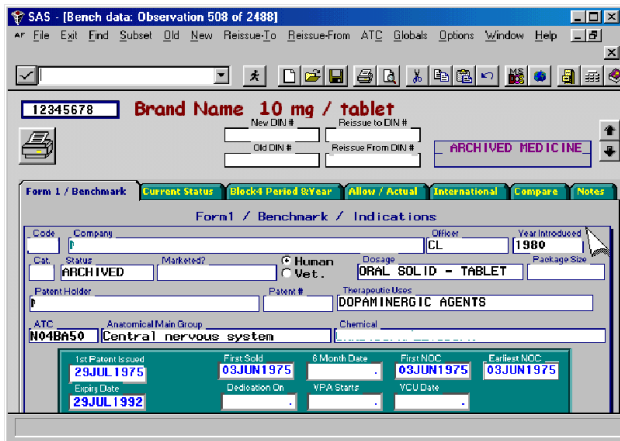 SAS - [Bench data: Observation 508 of 2488]
File Exit Find Subset Old New Reissue-To Reissue-From ATC Globals Options Window Help
12345678 Brand Name 10 mg / tablet
New DIN # Reissue to DIN #
Old DIN # Reissue From DIN # ARCHIVED MEDICINE
Form 1 / Benchmark Current Status Block4 Period &Year Allow / Actual International Compare Notes
Form1 / Benchmark / Indications
Code Company Officer Year Introduced
CL 1980
Cat. Status Marketed? Human Dosage Package Size
ARCHIVED Vet. ORAL SOLID - TABLET
Patent Holder Patent # Therapeutic Uses
DOPAMINERGIC AGENTS
ATC Anatomical Main Group Chemical
N04BA50 Central nervous system
1st Patent Issued First Sold 6 Month Date First NOC Earliest NOC
29JUL1975 03JUN1975 . 03JUN1975 03JUN1975
Expiry Date Dedication On VPA Starts VCU Date
29JUL1992 . . .